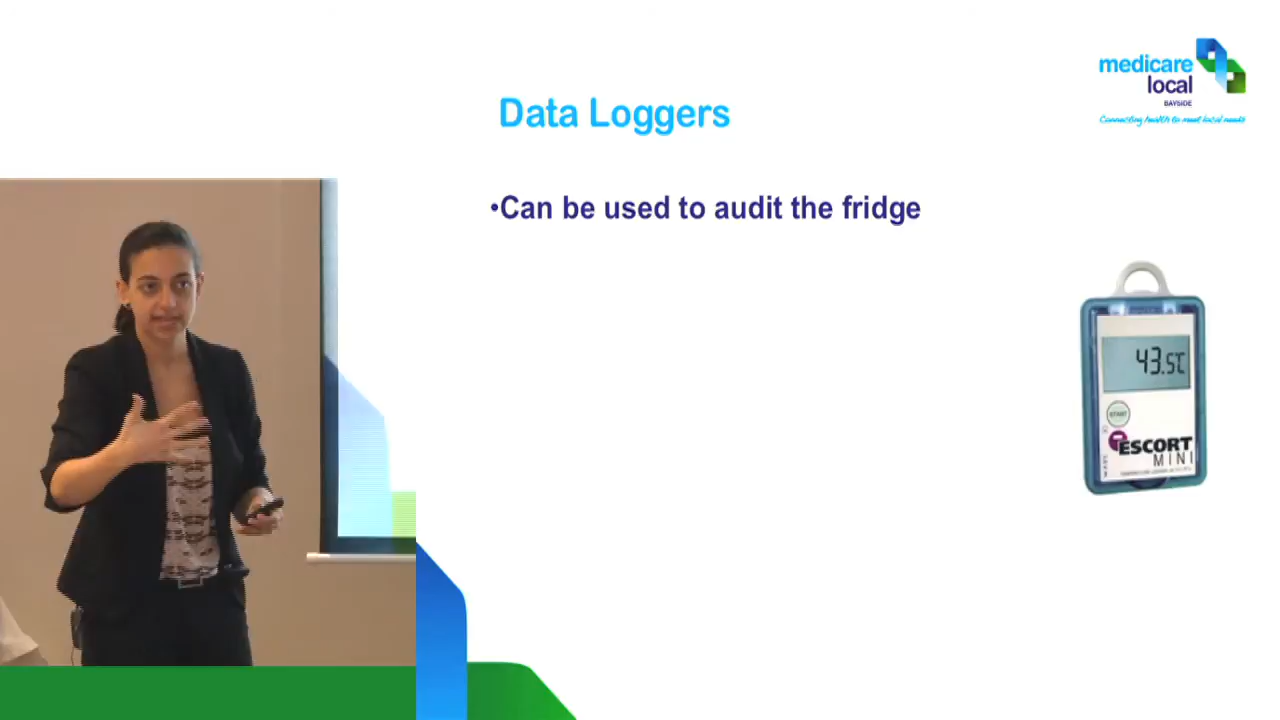 medicare
local
BAYSIDE
Connecting health to meet local needs
Data Loggers
•Can be used to audit the fridge
43.5℃
START
ESCORT
MINI